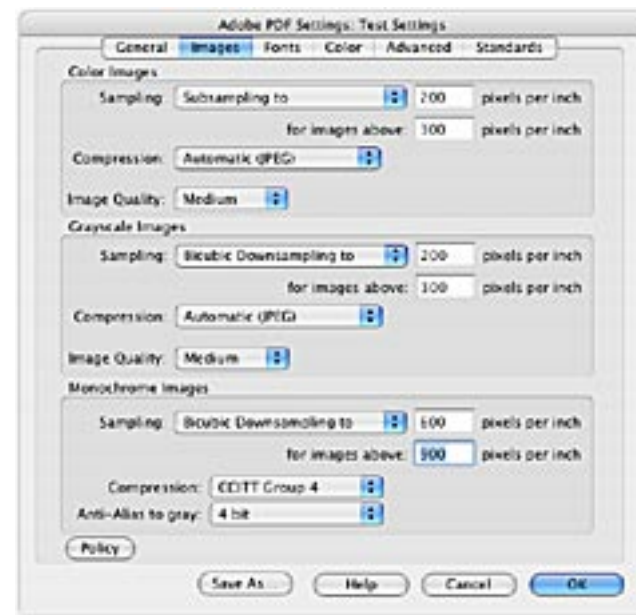 Adobe PDF Settings: Test Settings
General Images Fonts Color Advanced Standards
Color Images
Sampling: Subsampling to 200 pixels per inch
for images above: 300 pixels per inch
Compression: Automatic (JPEG)
Image Quality: Medium
Grayscale Images
Sampling: Bicubic Downsampling to 200 pixels per inch
for images above: 300 pixels per inch
Compression: Automatic (JPEG)
Image Quality: Medium
Monochrome Images
Sampling: Bicubic Downsampling to 600 pixels per inch
for images above: 900 pixels per inch
Compression: CCITT Group 4
Anti-Alias to gray: 4 bit
Policy
Save As... Help Cancel OK